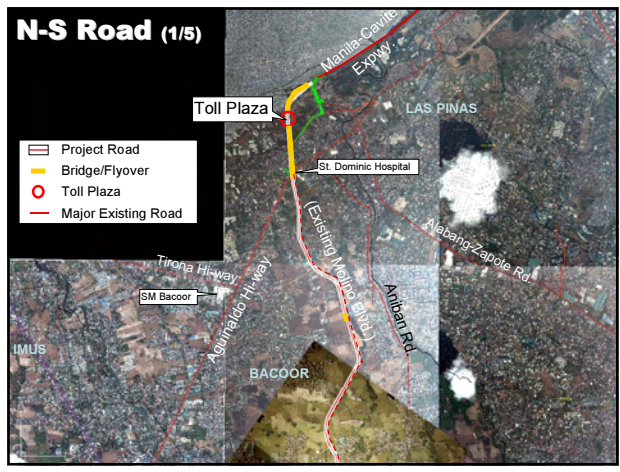 N-S Road (1/5)
Manila-Cavite
Expwy.
Toll Plaza
LAS PINAS
Project Road
Bridge/Flyover
Toll Plaza
Major Existing Road
St. Dominic Hospital
(Existing Molino Blvd.)
Alabang-Zapote Rd
Tirona Hi-way
Aguinaldo Hi-way
SM Bacoor
Aniban Rd
IMUS
BACOOR